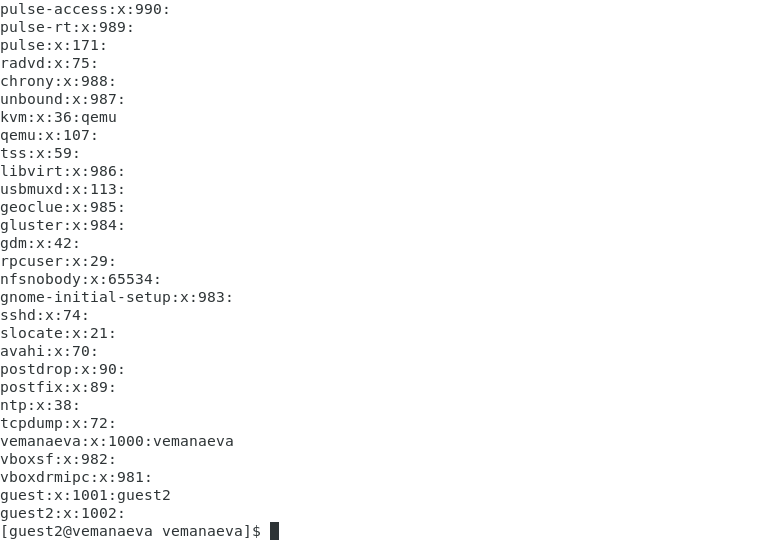 pulse-access:x:990:
pulse-rt:x:989:
pulse:x:171:
radvd:x:75:
chrony:x:988:
unbound:x:987:
kvm:x:36:qemu
qemu:x:107:
tss:x:59:
libvirt:x:986:
usbmuxd:x:113:
geoclue:x:985:
gluster:x:984:
gdm:x:42:
rpcuser:x:29:
nfsnobody:x:65534:
gnome-initial-setup:x:983:
sshd:x:74:
slocate:x:21:
avahi:x:70:
postdrop:x:90:
postfix:x:89:
ntp:x:38:
tcpdump:x:72:
vemanaeva:x:1000:vemanaeva
vboxsf:x:982:
vboxdrmipc:x:981:
guest:x:1001:guest2
guest2:x:1002:
[guest2@vemanaeva vemanaeva]$